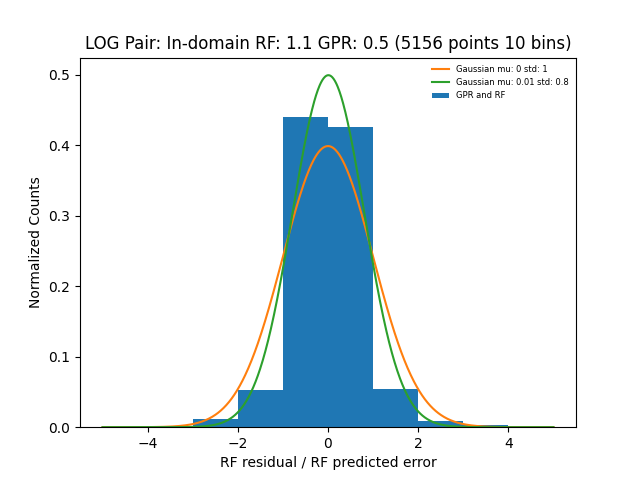 LOG Pair: In-domain RF: 1.1 GPR: 0.5 (5156 points 10 bins)
Gaussian mu: 0 std: 1
Gaussian mu: 0.01 std: 0.8
GPR and RF
Normalized Counts
0.5
0.4
0.3
0.2
0.1
0.0
−4 −2 0 2 4
RF residual / RF predicted error